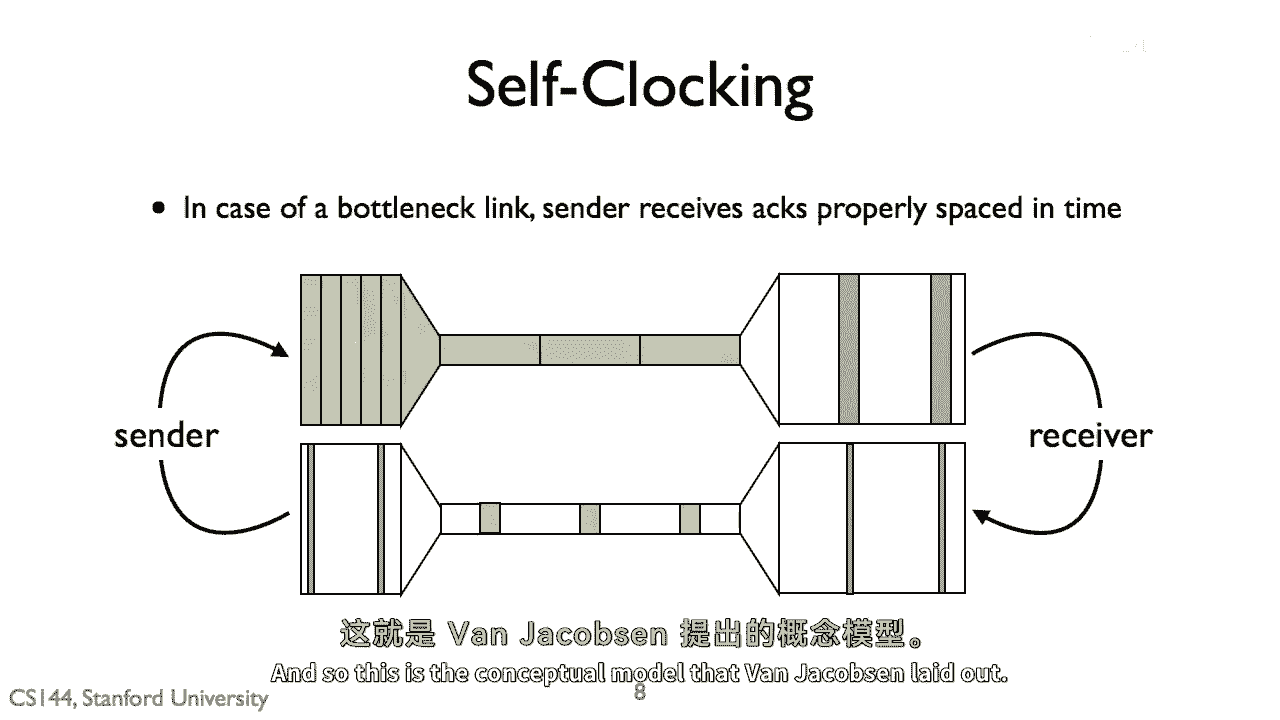 Self-Clocking
• In case of a bottleneck link, sender receives acks properly spaced in time
sender
receiver
这就是 Van Jacobsen 提出的概念模型。
And so this is the conceptual model that Van Jacobsen laid out.
CS144, Stanford University
8